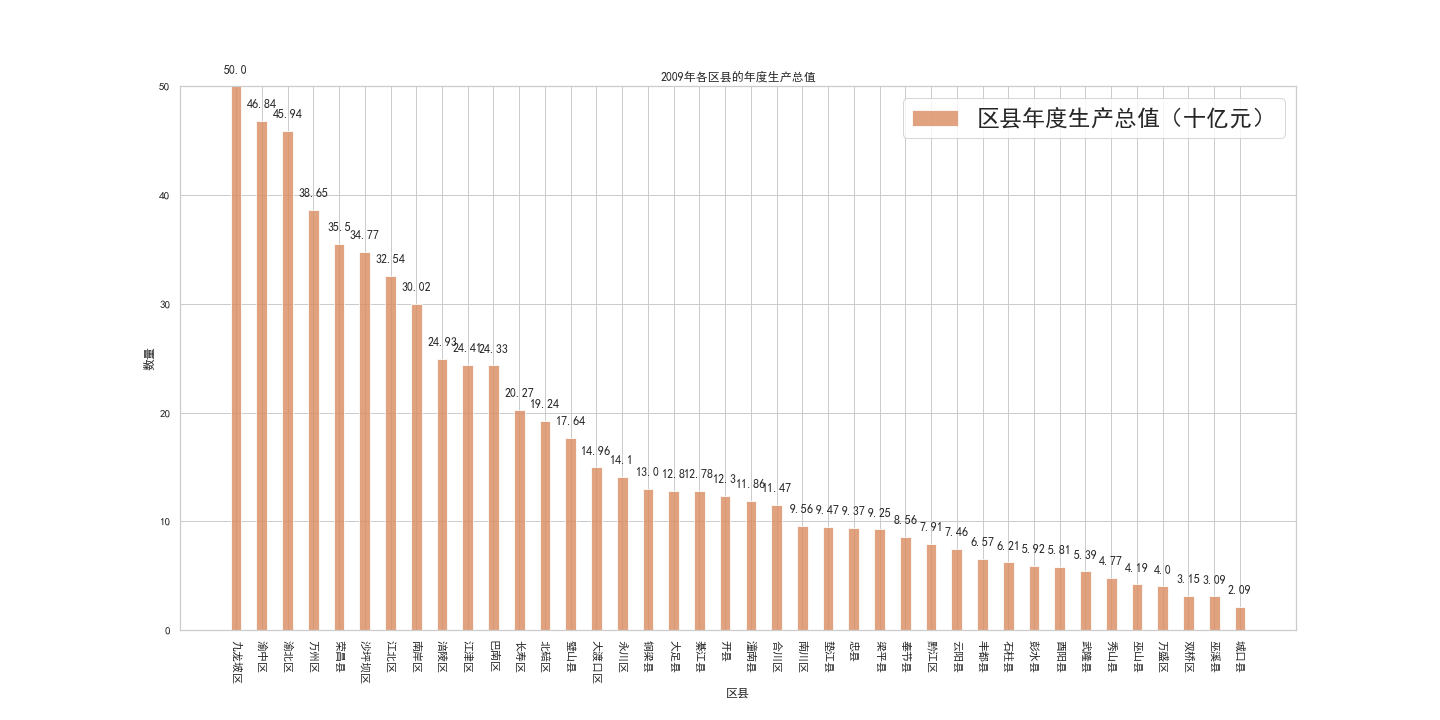 2009年各区县的年度生产总值
区县年度生产总值（十亿元）
数量
50
40
30
20
10
0
50.0
46.84
45.94
38.65
35.5
34.77
32.54
30.02
24.93
24.41
24.33
20.27
19.24
17.64
14.96
14.1
13.0
12.8
12.78
12.3
11.86
11.47
9.56
9.47
9.37
9.25
8.56
7.91
7.46
6.57
6.21
5.92
5.81
5.39
4.77
4.19
4.0
3.15
3.09
2.09
九龙坡区
渝中区
渝北区
万州区
荣昌县
沙坪坝区
江北区
南岸区
涪陵区
江津区
巴南区
长寿区
北碚区
璧山县
大渡口区
永川区
铜梁县
大足县
綦江县
开县
潼南县
合川区
南川区
垫江县
忠县
梁平县
奉节县
黔江区
云阳县
丰都县
石柱县
彭水县
酉阳县
武隆县
秀山县
巫山县
万盛区
双桥区
巫溪县
城口县
区县